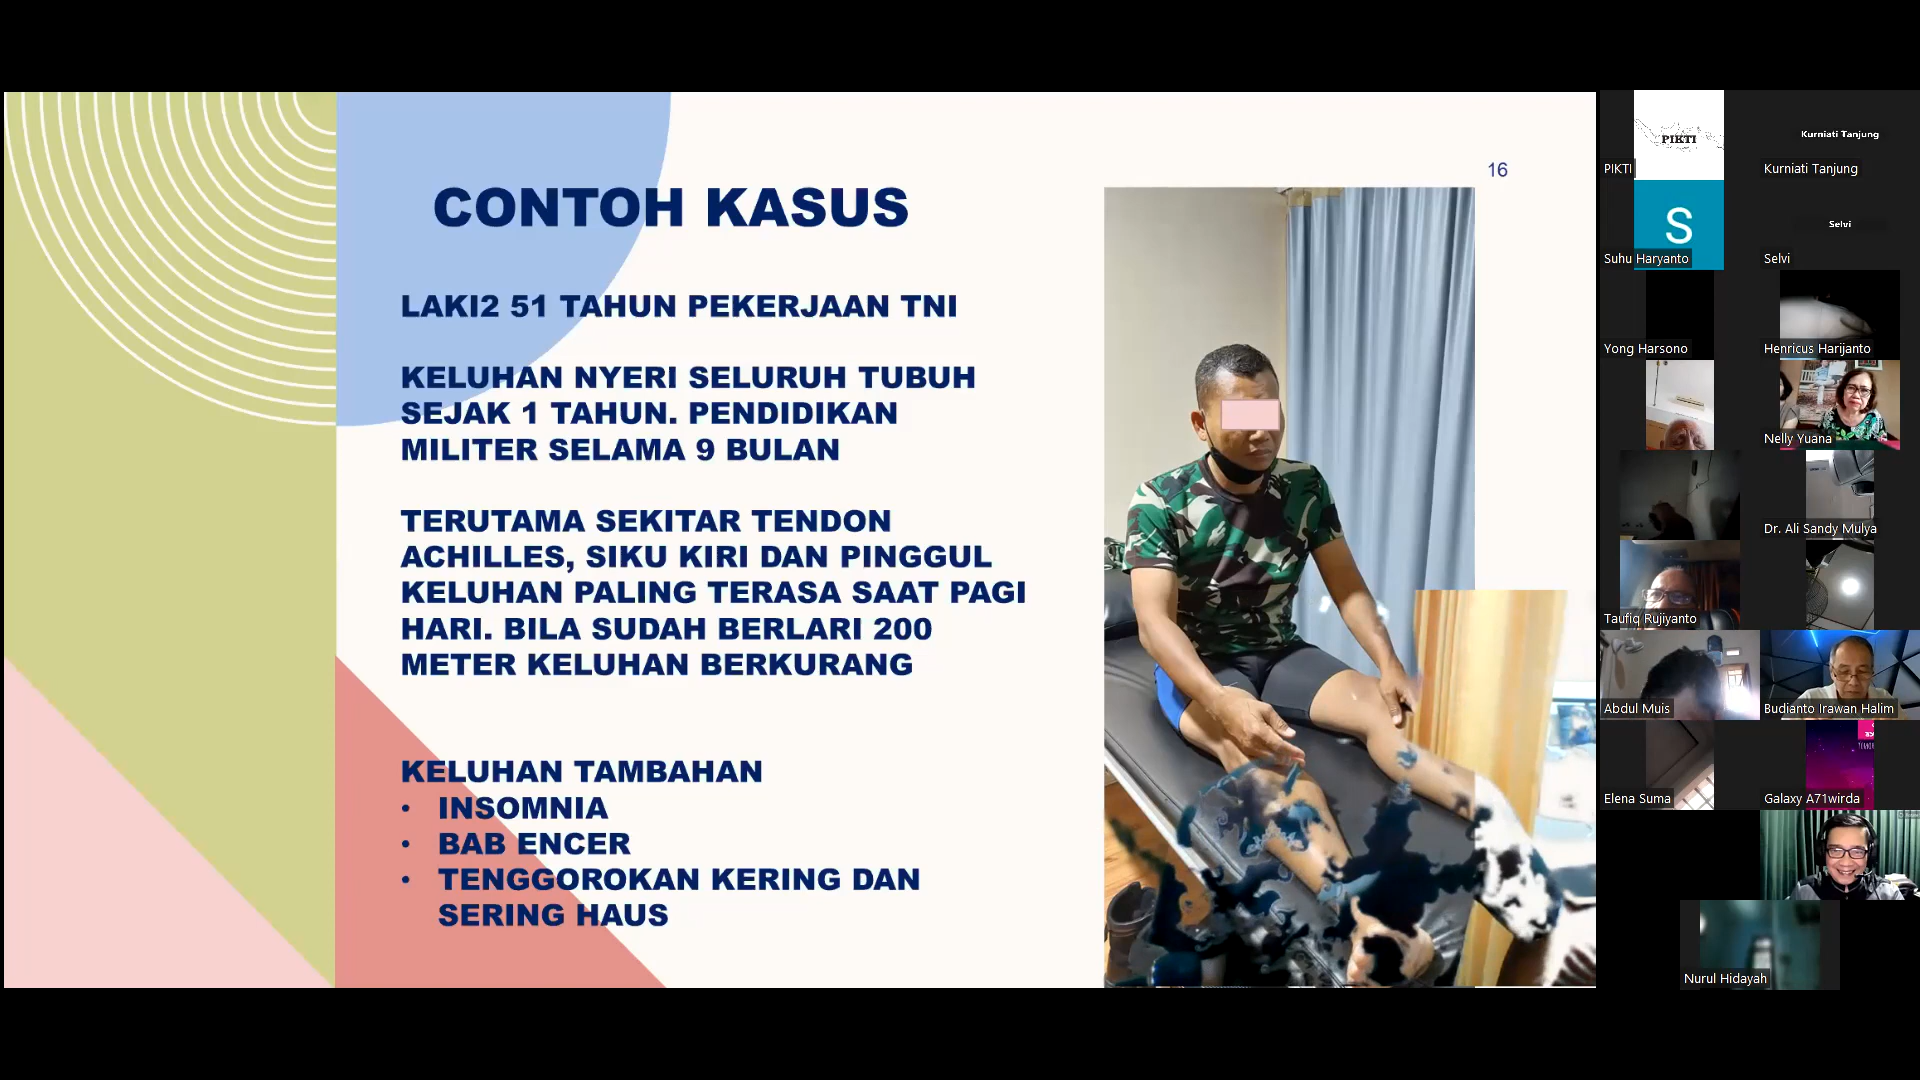 16
CONTOH KASUS
LAKI2 51 TAHUN PEKERJAAN TNI
KELUHAN NYERI SELURUH TUBUH
SEJAK 1 TAHUN. PENDIDIKAN
MILITER SELAMA 9 BULAN
TERUTAMA SEKITAR TENDON
ACHILLES, SIKU KIRI DAN PINGGUL
KELUHAN PALING TERASA SAAT PAGI
HARI. BILA SUDAH BERLARI 200
METER KELUHAN BERKURANG
KELUHAN TAMBAHAN
• INSOMNIA
• BAB ENCER
• TENGGOROKAN KERING DAN
SERING HAUS
PIKTI
PIKTI
Kurniati Tanjung
Kurniati Tanjung
S
Suhu Haryanto
Selvi
Selvi
Yong Harsono
Henricus Harijanto
Nelly Yuana
Dr. Ali Sandy Mulya
Taufiq Rujiyanto
Abdul Muis
Budianto Irawan Halim
Elena Suma
Galaxy A71wirda
Nurul Hidayah